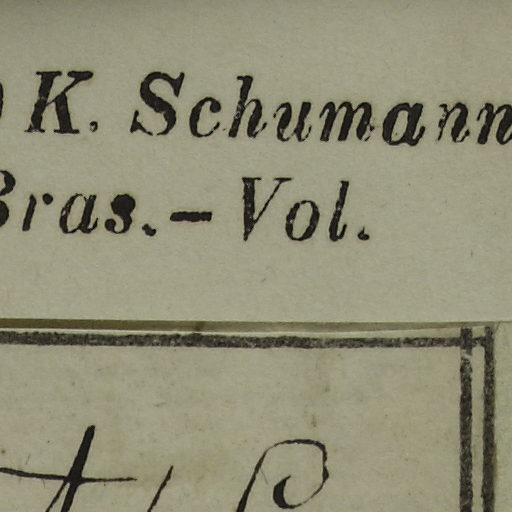 K. Schumann
Bras.— Vol.